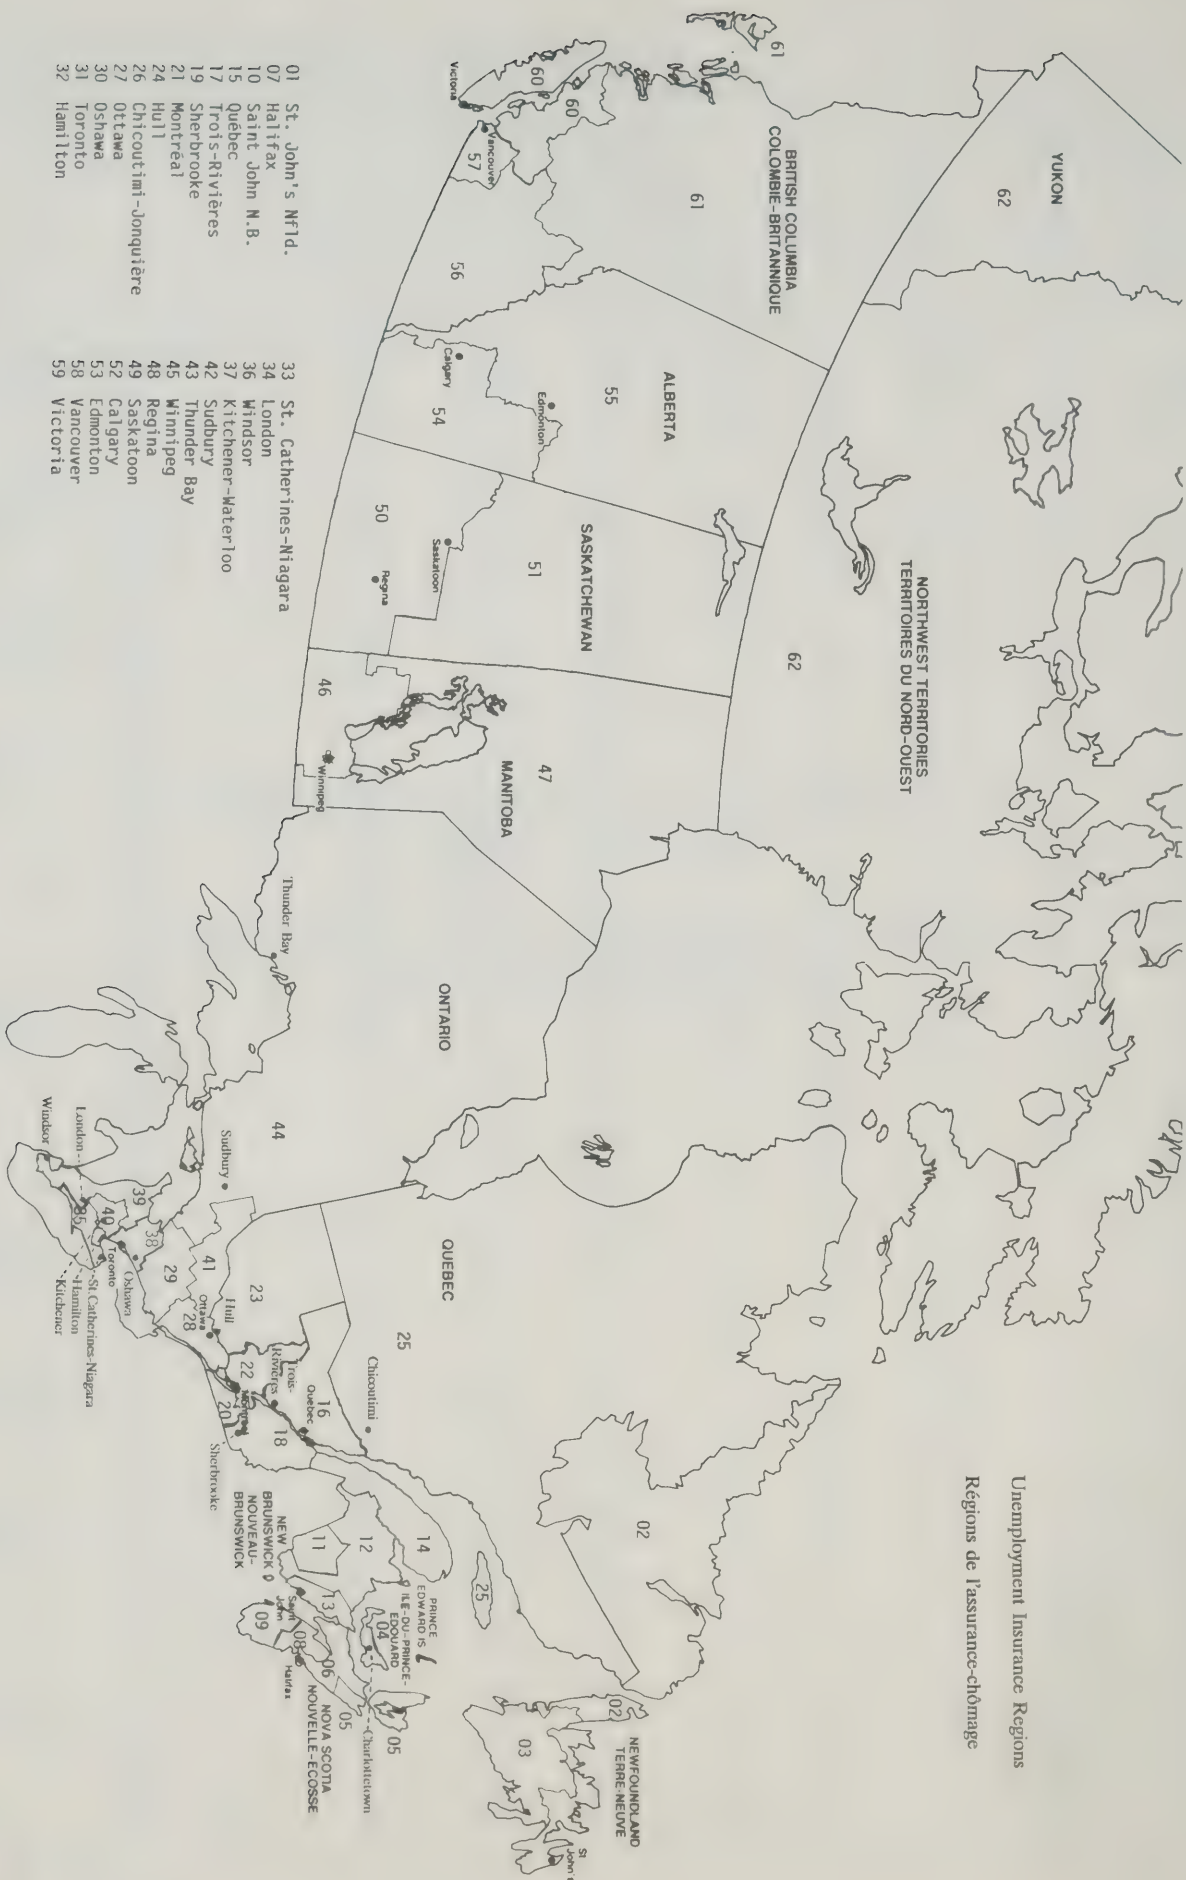 Unemployment Insurance Regions
Régions de l'assurance-chômage
YUKON
62
NORTHWEST TERRITORIES
TERRITOIRES DU NORD-OUEST
62
61
BRITISH COLUMBIA
COLOMBIE-BRITANNIQUE
61
60
60
Victoria
Vancouver
57
56
ALBERTA
55
Edmonton
Calgary
54
SASKATCHEWAN
51
Saskatoon
50
Regina
MANITOBA
47
46
Winnipeg
ONTARIO
Thunder Bay
44
Sudbury
Windsor
London
39
38
40
35
Toronto
Oshawa
St.Catherines-Niagara
Hamilton
Kitchener
29
41
28
Ottawa
Hull
QUEBEC
25
23
22
Trois-
Rivières
Montreal
20
Sherbrooke
18
16
Quebec
Chicoutimi
14
25
12
11
13
NEW
BRUNSWICK
NOUVEAU-
BRUNSWICK
Saint
John
PRINCE
EDWARD IS
ILE-DU-PRINCE-
EDOUARD
04
Charlottetown
09
08
06
05
05
Halifax
NOVA SCOTIA
NOUVELLE-ECOSSE
02
02
03
NEWFOUNDLAND
TERRE-NEUVE
St
John's
01 St. John's Nfld.
07 Halifax
10 Saint John N.B.
15 Québec
17 Trois-Rivières
19 Sherbrooke
21 Montréal
24 Hull
26 Chicoutimi-Jonquière
27 Ottawa
30 Oshawa
31 Toronto
32 Hamilton
33 St. Catherines-Niagara
34 London
36 Windsor
37 Kitchener-Waterloo
42 Sudbury
43 Thunder Bay
45 Winnipeg
48 Regina
49 Saskatoon
52 Calgary
53 Edmonton
58 Vancouver
59 Victoria